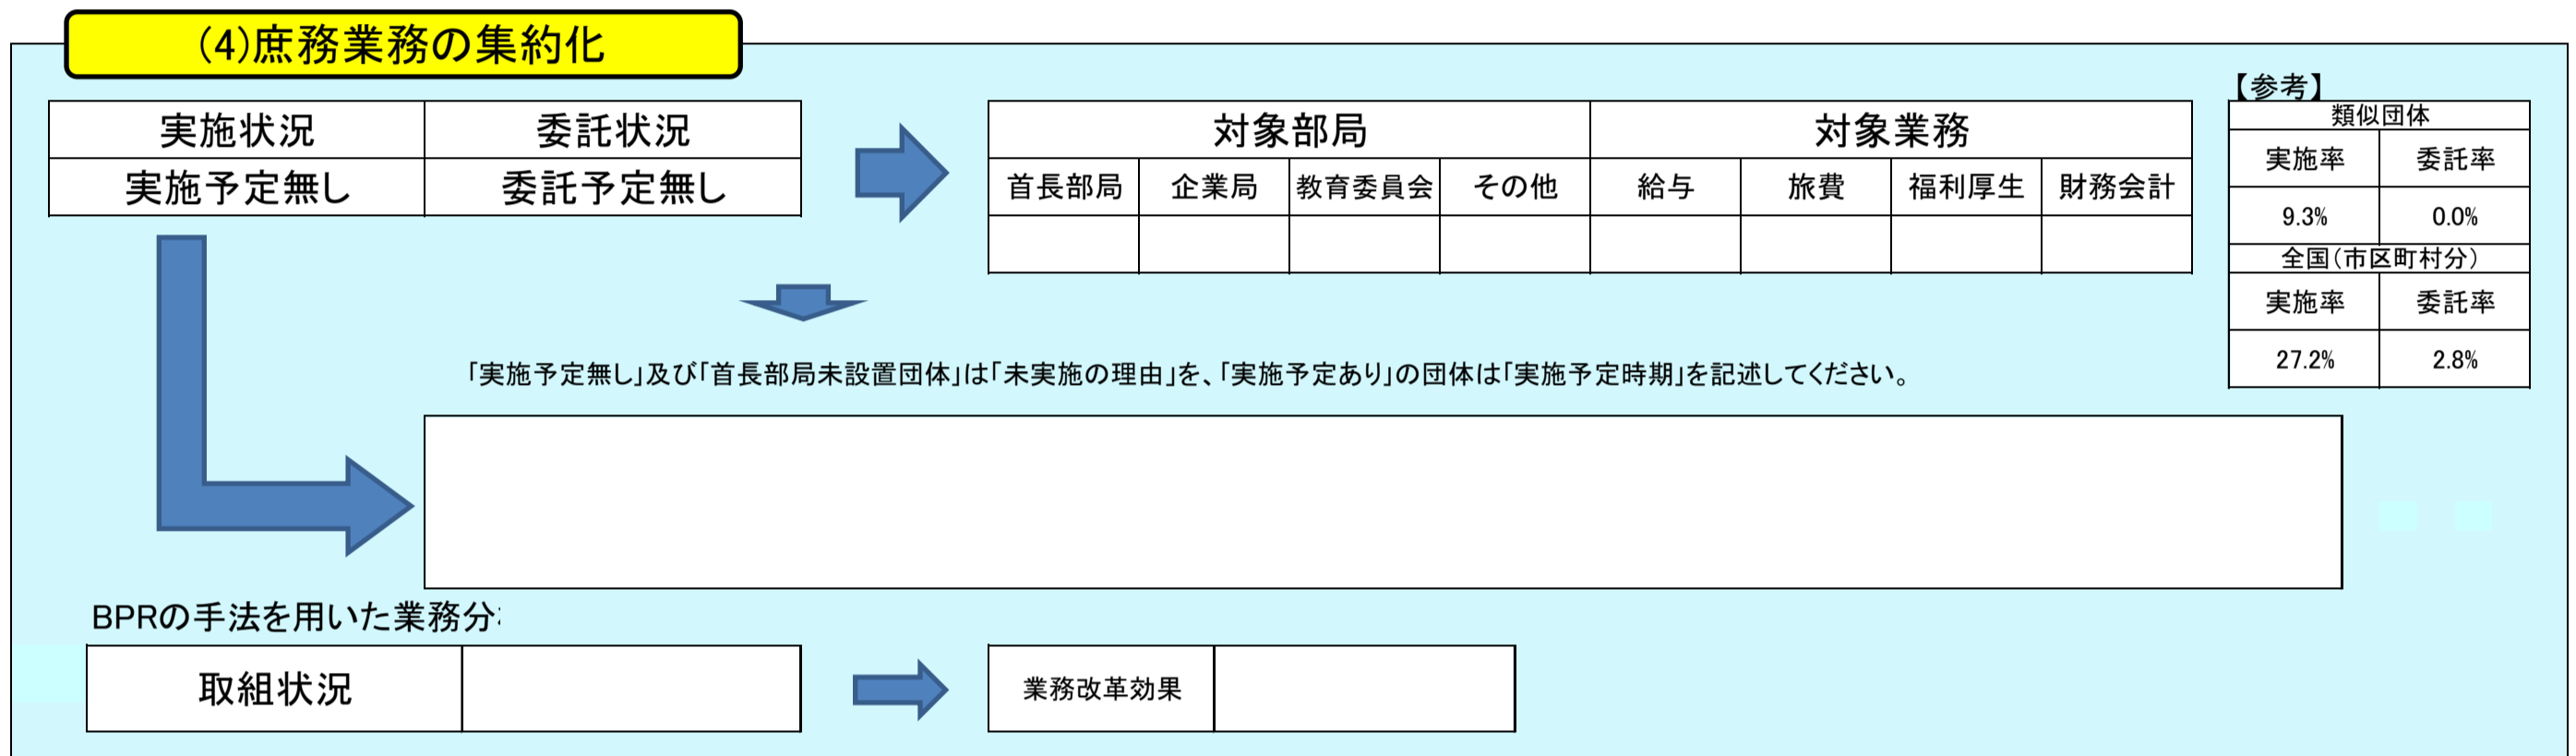 (4)庶務業務の集約化
【参考】
実施状況 委託状況
実施予定無し 委託予定無し
対象部局 対象業務
首長部局 企業局 教育委員会 その他 給与 旅費 福利厚生 財務会計
類似団体
実施率 委託率
9.3% 0.0%
全国(市区町村分)
実施率 委託率
27.2% 2.8%
「実施予定無し」及び「首長部局未設置団体」は「未実施の理由」を、「実施予定あり」の団体は「実施予定時期」を記述してください。
BPRの手法を用いた業務分
取組状況
業務改革効果